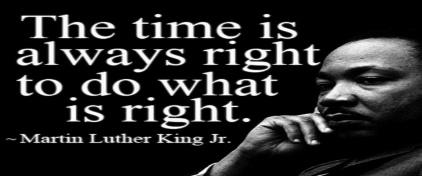 The time is
always right
to do what
is right.
~Martin Luther King Jr.